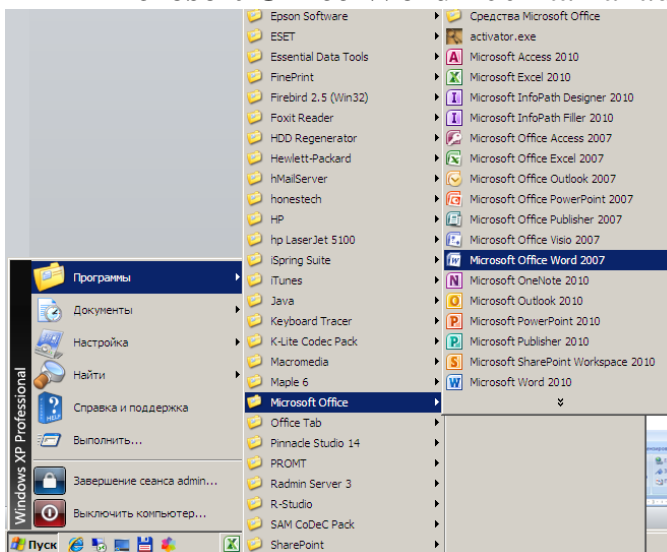 Программы
Документы
Настройка
Найти
Справка и поддержка
Выполнить...
Завершение сеанса admin...
Выключить компьютер...
Windows XP Professional
Пуск
Epson Software
ESET
Essential Data Tools
FinePrint
Firebird 2.5 (Win32)
Foxit Reader
HDD Regenerator
Hewlett-Packard
hMailServer
honestech
HP
hp LaserJet 5100
iSpring Suite
iTunes
Java
Keyboard Tracer
K-Lite Codec Pack
Macromedia
Maple 6
Microsoft Office
Office Tab
Pinnacle Studio 14
PROMT
Radmin Server 3
R-Studio
SAM CoDeC Pack
SharePoint
Средства Microsoft Office
activator.exe
Microsoft Access 2010
Microsoft Excel 2010
Microsoft InfoPath Designer 2010
Microsoft InfoPath Filler 2010
Microsoft Office Access 2007
Microsoft Office Excel 2007
Microsoft Office Outlook 2007
Microsoft Office PowerPoint 2007
Microsoft Office Publisher 2007
Microsoft Office Visio 2007
Microsoft Office Word 2007
Microsoft OneNote 2010
Microsoft Outlook 2010
Microsoft PowerPoint 2010
Microsoft Publisher 2010
Microsoft SharePoint Workspace 2010
Microsoft Word 2010